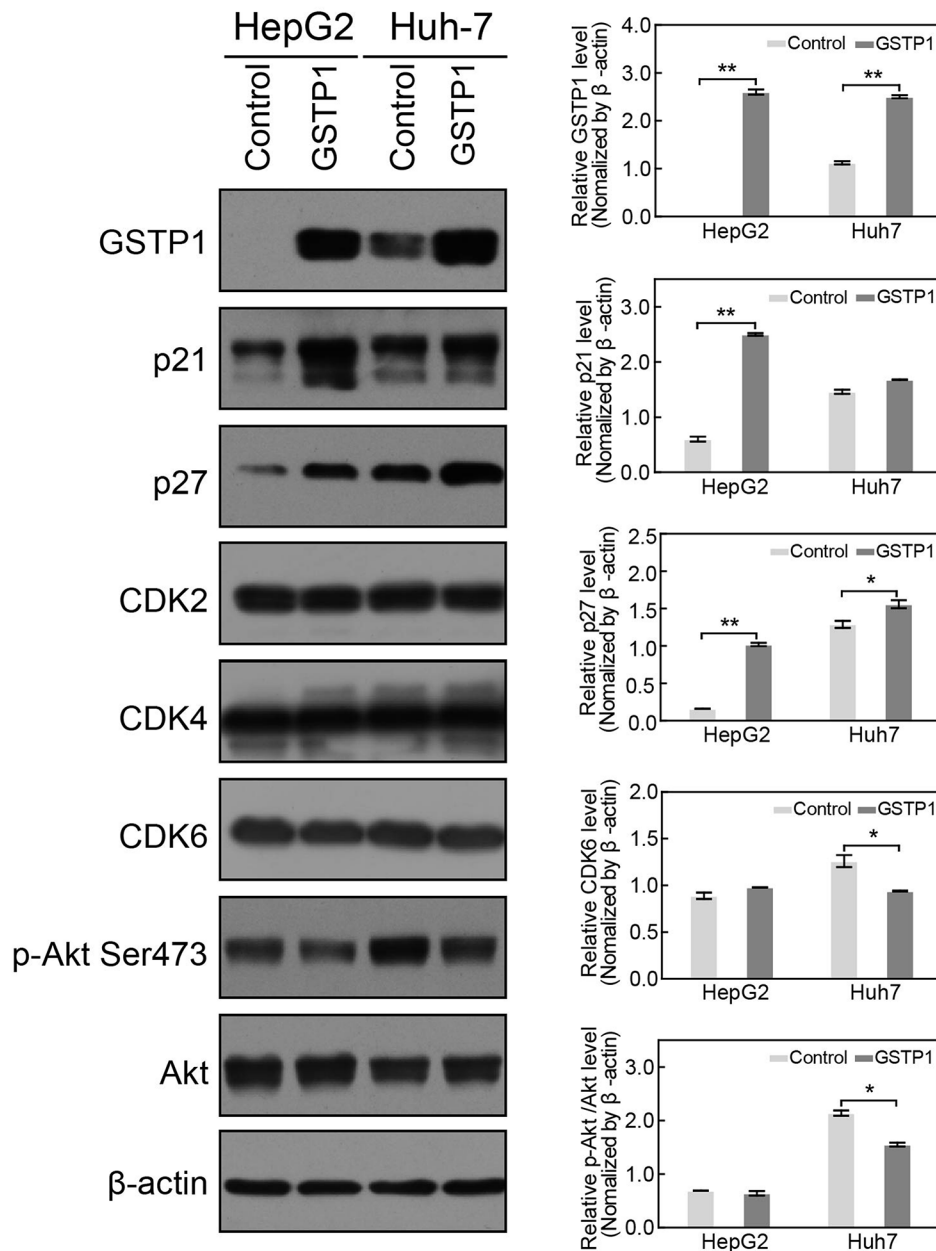 HepG2 Huh-7
Control GSTP1 Control GSTP1
GSTP1
p21
p27
CDK2
CDK4
CDK6
p-Akt Ser473
Akt
β-actin
Relative GSTP1 level
(Nomalized by β -actin)
Control GSTP1
4.0
3.0
2.0
1.0
0.0
** **
HepG2 Huh7
Relative p21 level
(Nomalized by β -actin)
Control GSTP1
3.0
2.0
1.0
0.0
**
HepG2 Huh7
Relative p27 level
(Nomalized by β -actin)
Control GSTP1
2.5
2.0
1.5
1.0
0.5
0.0
** *
HepG2 Huh7
Relative CDK6 level
(Nomalized by β -actin)
Control GSTP1
2.0
1.5
1.0
0.5
0.0
*
HepG2 Huh7
Relative p-Akt /Akt level
(Nomalized by β -actin)
Control GSTP1
3.0
2.0
1.0
0.0
*
HepG2 Huh7